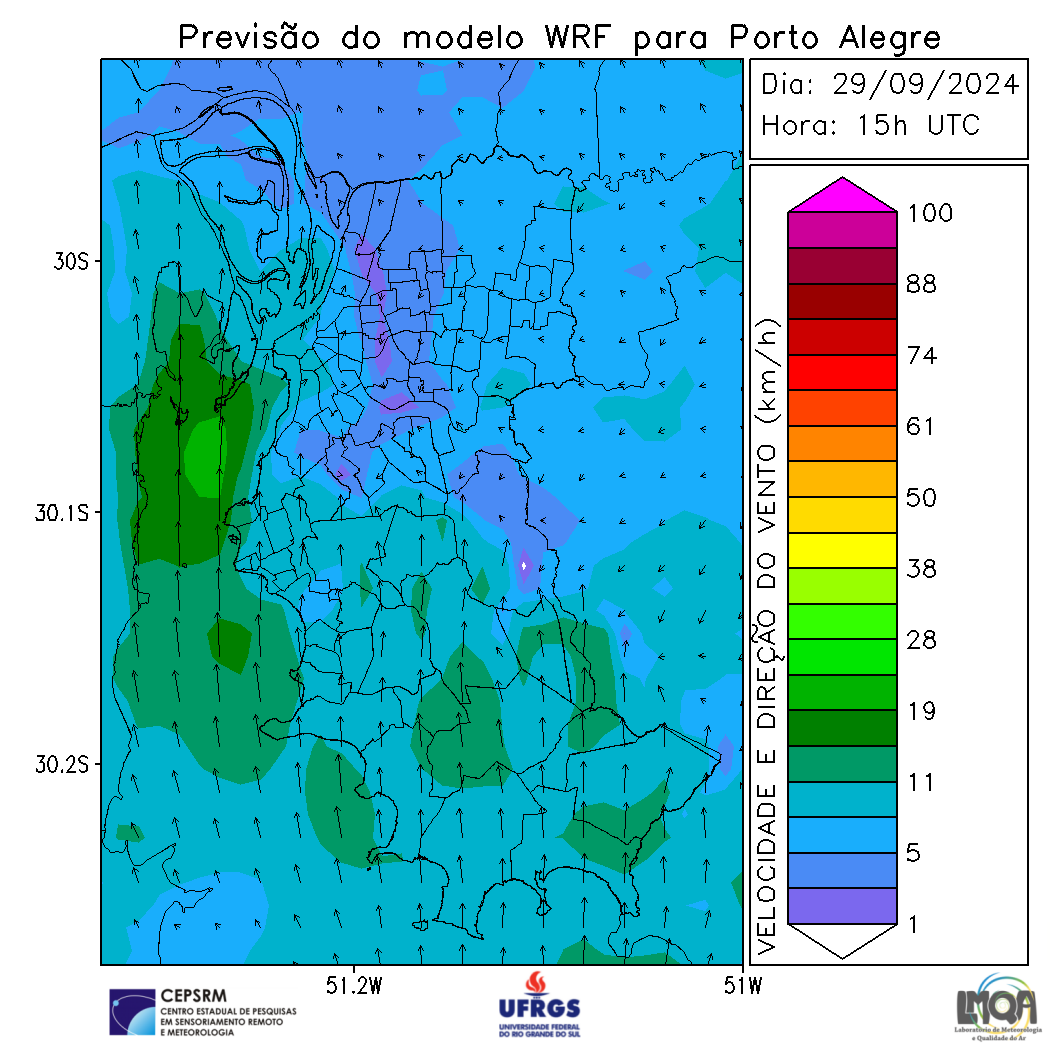 Previsão do modelo WRF para Porto Alegre
Dia: 29/09/2024
Hora: 15h UTC
30S
30.1S
30.2S
51.2W
51W
VELOCIDADE E DIREÇÃO DO VENTO (km/h)
100
88
74
61
50
38
28
19
11
5
1
CEPSRM
CENTRO ESTADUAL DE PESQUISAS
EM SENSORIAMENTO REMOTO
E METEOROLOGIA
UFRGS
UNIVERSIDADE FEDERAL
DO RIO GRANDE DO SUL
LMQA
Laboratório de Meteorologia
e Qualidade do Ar